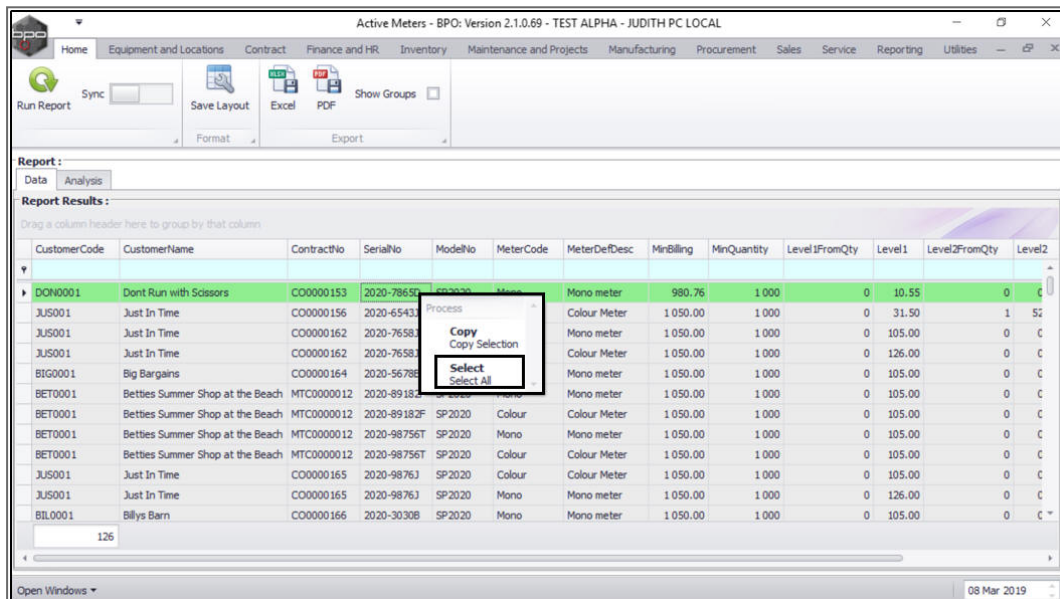 Active Meters - BPO: Version 2.1.0.69 - TEST ALPHA - JUDITH PC LOCAL
bpo
Home Equipment and Locations Contract Finance and HR Inventory Maintenance and Projects Manufacturing Procurement Sales Service Reporting Utilities
Run Report Sync Save Layout Excel PDF Show Groups
Format Export
Report :
Data Analysis
Report Results :
Drag a column header here to group by that column
CustomerCode CustomerName ContractNo SerialNo ModelNo MeterCode MeterDefDesc MinBilling MinQuantity Level1FromQty Level1 Level2FromQty Level2
DON0001 Dont Run with Scissors CO0000153 2020-7865D SP2020 Mono Mono meter 980.76 1 000 0 10.55 0
JUS001 Just In Time CO0000156 Colour Meter 1 050.00 1 000 0 31.50 1 52
JUS001 Just In Time CO0000162 Mono meter 1 050.00 1 000 0 105.00 0
JUS001 Just In Time CO0000162 Colour Meter 1 050.00 1 000 0 126.00 0
BIG0001 Big Bargains CO0000164 Mono meter 1 050.00 1 000 0 105.00 0
BET0001 Betties Summer Shop at the Beach MTC0000012 SP2020 Mono Mono meter 1 050.00 1 000 0 105.00 0
BET0001 Betties Summer Shop at the Beach MTC0000012 2020-89182F SP2020 Colour Colour Meter 1 050.00 1 000 0 105.00 0
BET0001 Betties Summer Shop at the Beach MTC0000012 2020-98756T SP2020 Mono Mono meter 1 050.00 1 000 0 105.00 0
BET0001 Betties Summer Shop at the Beach MTC0000012 2020-98756T SP2020 Colour Colour Meter 1 050.00 1 000 0 105.00 0
JUS001 Just In Time CO0000165 2020-9876J SP2020 Colour Colour Meter 1 050.00 1 000 0 105.00 0
JUS001 Just In Time CO0000165 2020-9876J SP2020 Mono Mono meter 1 050.00 1 000 0 126.00 0
BIL0001 Billys Barn CO0000166 2020-3030B SP2020 Mono Mono meter 1 050.00 1 000 0 105.00 0
Process
Copy
Copy Selection
Select
Select All
126
Open Windows 08 Mar 2019